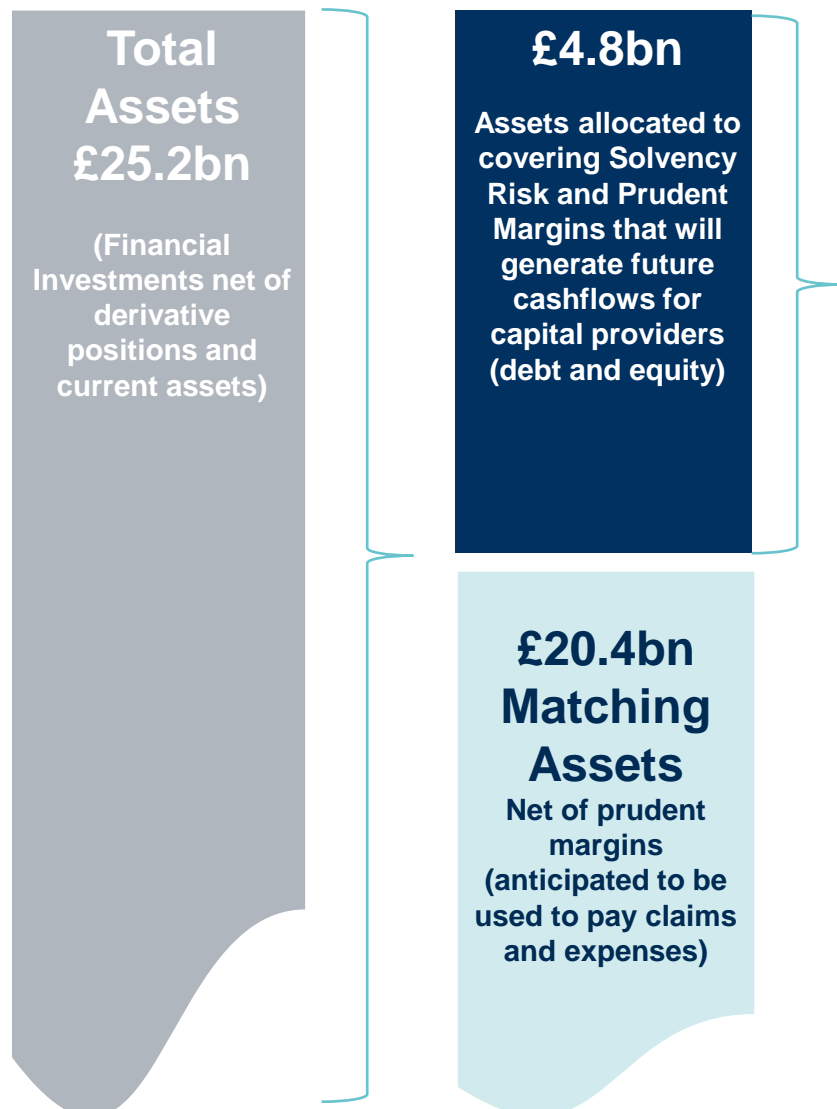 Total
Assets
£25.2bn
(Financial
Investments net of
derivative
positions and
current assets)
£4.8bn
Assets allocated to
covering Solvency
Risk and Prudent
Margins that will
generate future
cashflows for
capital providers
(debt and equity)
£20.4bn
Matching
Assets
Net of prudent
margins
(anticipated to be
used to pay claims
and expenses)